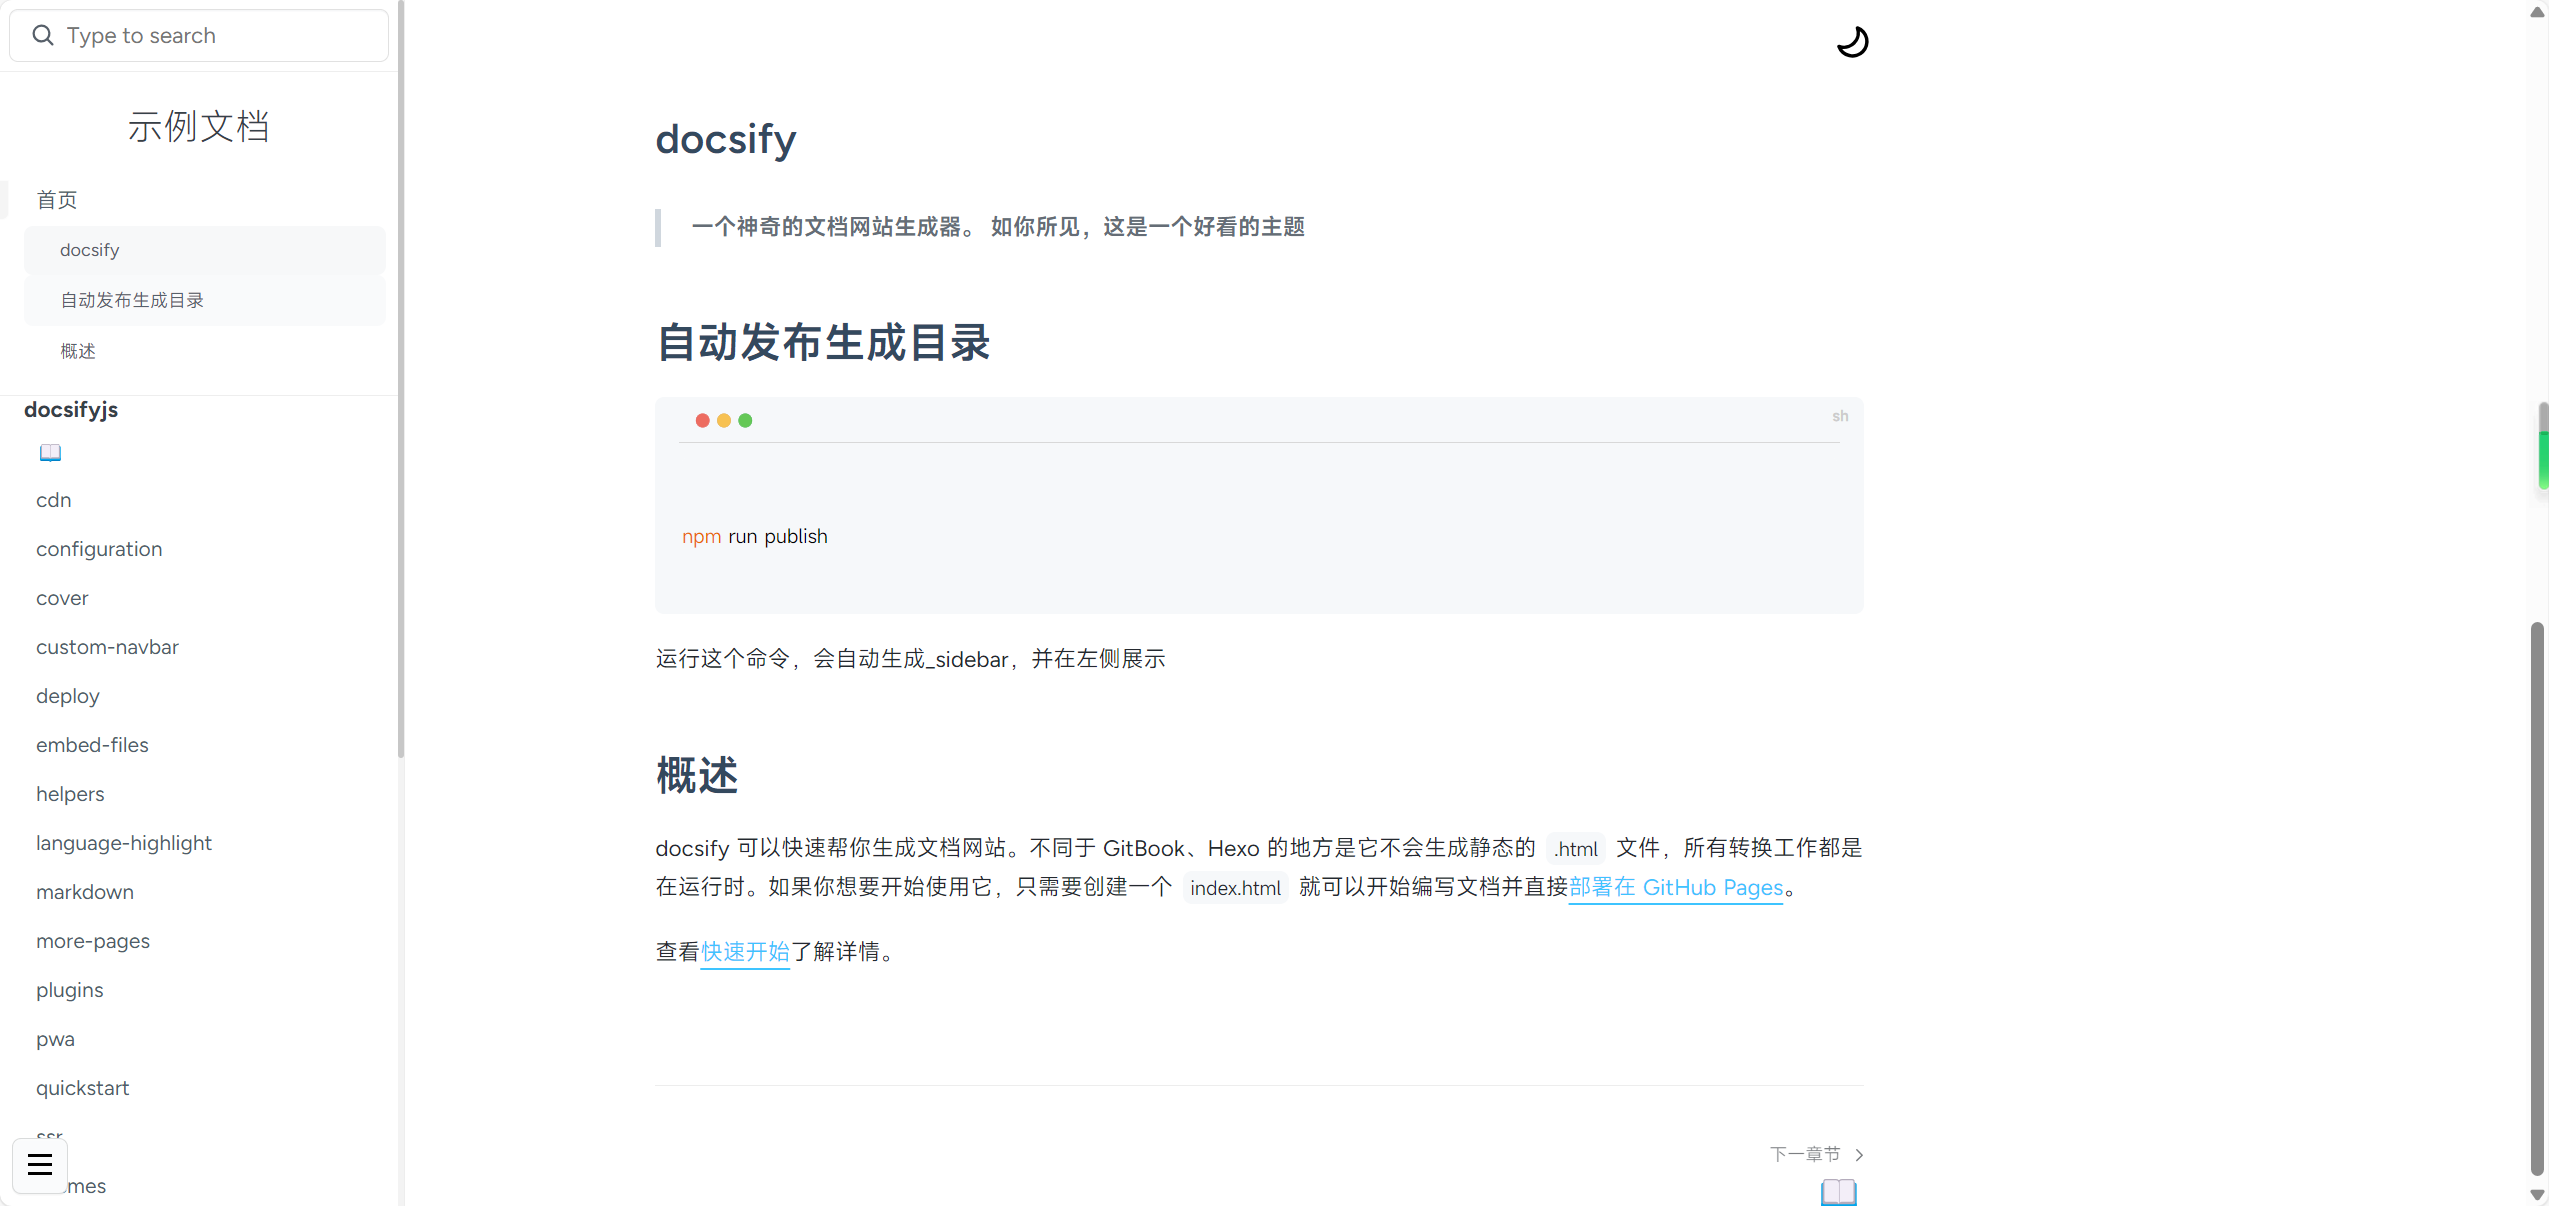 Type to search
示例文档
首页
docsify
自动发布生成目录
概述
docsifyjs
cdn
configuration
cover
custom-navbar
deploy
embed-files
helpers
language-highlight
markdown
more-pages
plugins
pwa
quickstart
ssr
mes
docsify
一个神奇的文档网站生成器。 如你所见，这是一个好看的主题
自动发布生成目录
sh
npm run publish
运行这个命令，会自动生成_sidebar，并在左侧展示
概述
docsify 可以快速帮你生成文档网站。不同于 GitBook、Hexo 的地方是它不会生成静态的 .html 文件，所有转换工作都是
在运行时。如果你想要开始使用它，只需要创建一个 index.html 就可以开始编写文档并直接部署在 GitHub Pages。
查看快速开始了解详情。
下一章节